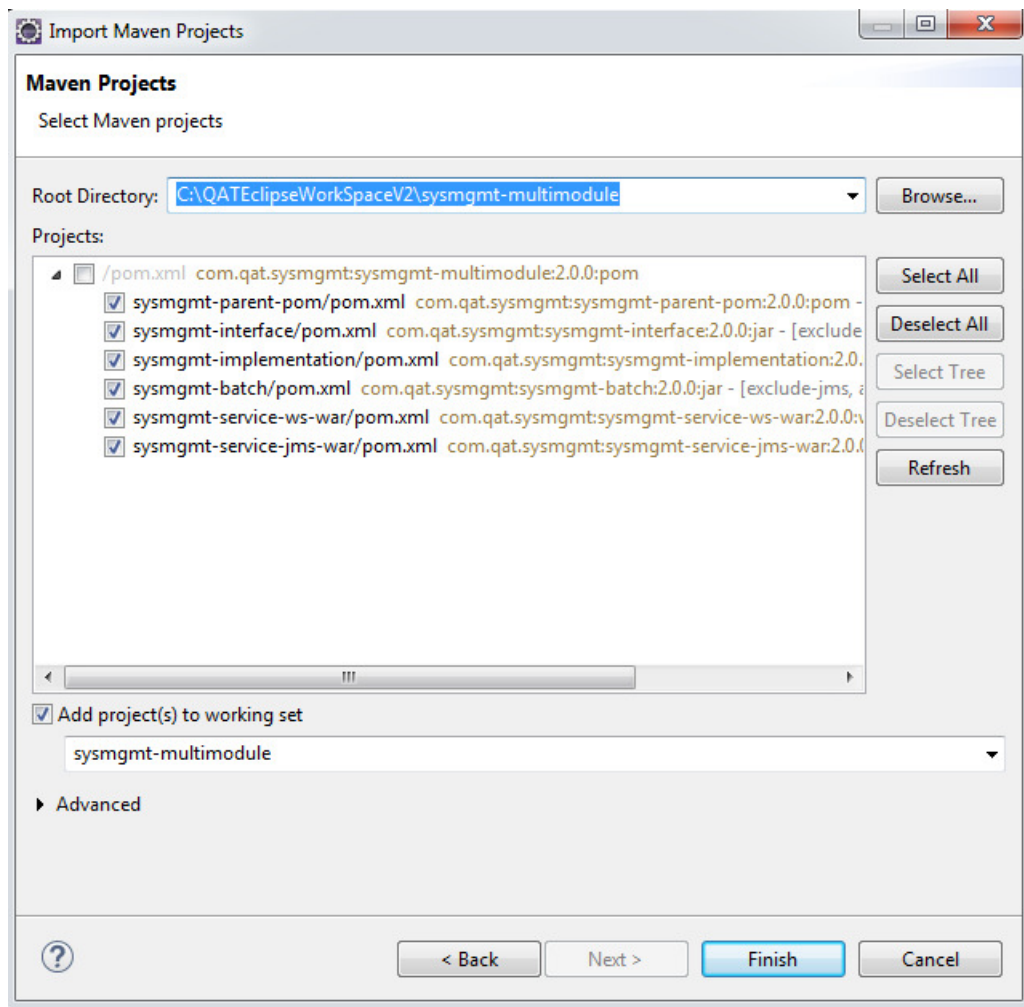 Import Maven Projects
Maven Projects
Select Maven projects
Root Directory: C:\QATEclipseWorkSpaceV2\sysmgmt-multimodule Browse...
Projects:
/pom.xml com.qat.sysmgmt:sysmgmt-multimodule:2.0.0:pom Select All
sysmgmt-parent-pom/pom.xml com.qat.sysmgmt:sysmgmt-parent-pom:2.0.0:pom -
sysmgmt-interface/pom.xml com.qat.sysmgmt:sysmgmt-interface:2.0.0:jar - [exclude Deselect All
sysmgmt-implementation/pom.xml com.qat.sysmgmt:sysmgmt-implementation:2.0. Select Tree
sysmgmt-batch/pom.xml com.qat.sysmgmt:sysmgmt-batch:2.0.0:jar - [exclude-jms,
sysmgmt-service-ws-war/pom.xml com.qat.sysmgmt:sysmgmt-service-ws-war:2.0.0: Deselect Tree
sysmgmt-service-jms-war/pom.xml com.qat.sysmgmt:sysmgmt-service-jms-war:2.0.0 Refresh
Add project(s) to working set
sysmgmt-multimodule
Advanced
? < Back Next > Finish Cancel